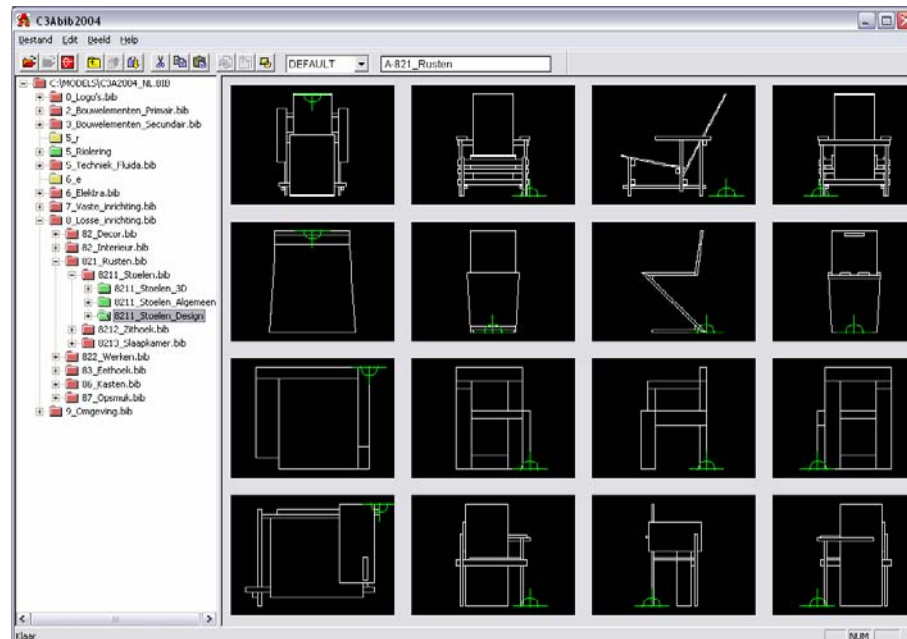 C3Abib2004
Bestand Edit Beeld Help
DEFAULT A-821_Rusten
C:\MODELS\C3A2004_NL.BIB
0_Logo's.bib
2_Bouwelementen_Primair.bib
3_Bouwelementen_Secundair.bib
5_r
5_Riolering
5_Techniek_Fluida.bib
6_e
6_Elektra.bib
7_Vaste_inrichting.bib
8_Losse_inrichting.bib
82_Decor.bib
82_Interieur.bib
821_Rusten.bib
8211_Stoelen.bib
8211_Stoelen_3D
8211_Stoelen_Algemeen
8211_Stoelen_Design
8212_Zithoek.bib
8213_Slaapkamer.bib
822_Werken.bib
83_Eethoek.bib
86_Kasten.bib
87_Opsmuk.bib
9_Omgeving.bib
Klaar NUM